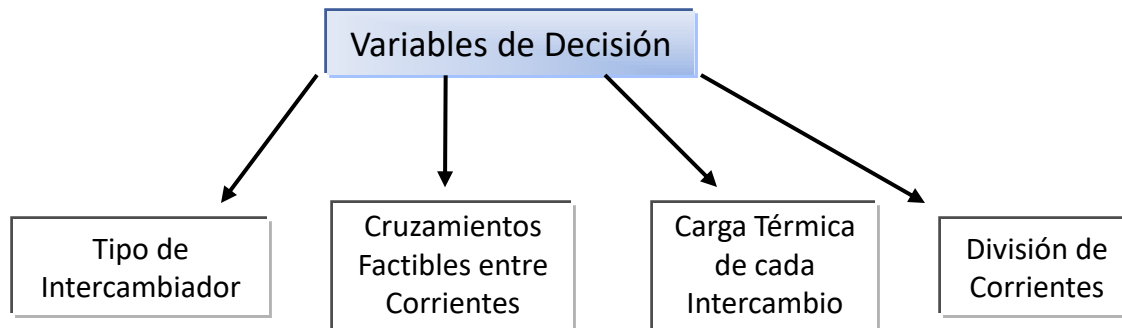 Variables de Decisión
Tipo de
Intercambiador
Cruzamientos
Factibles entre
Corrientes
Carga Térmica
de cada
Intercambio
División de
Corrientes